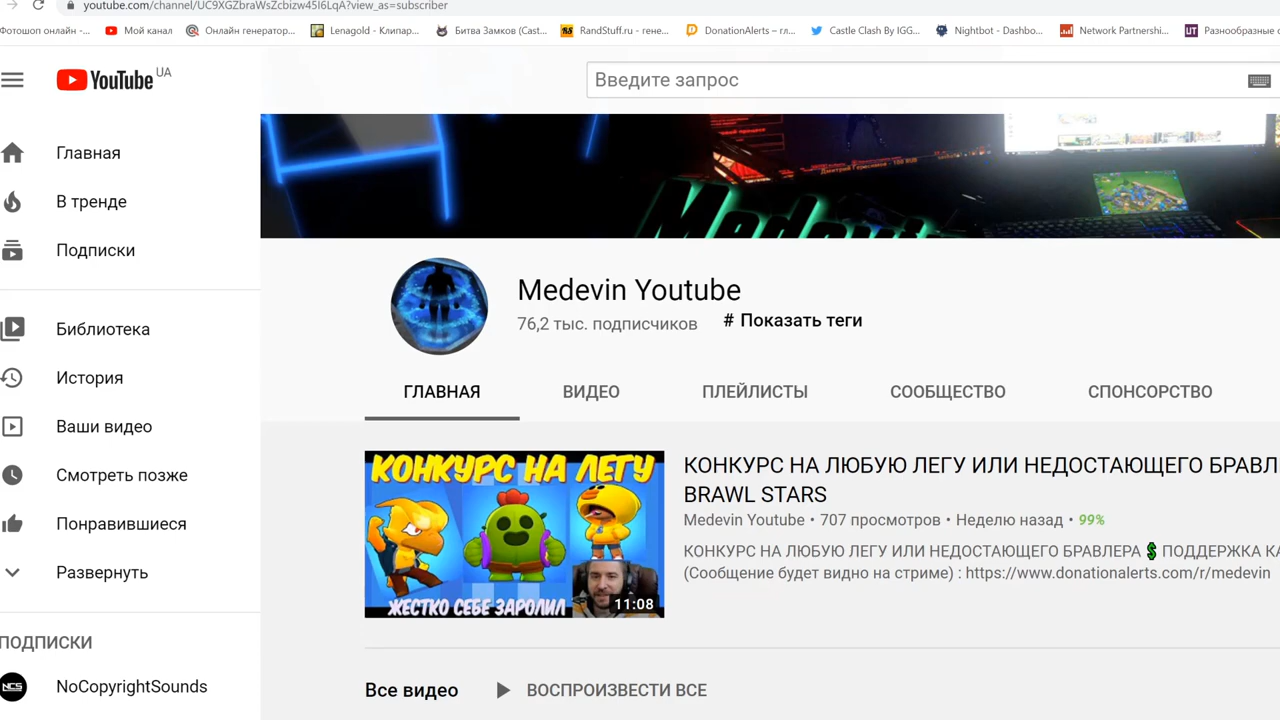 youtube.com/channel/UC9XGZbraWsZcbizw45I6LqA?view_as=subscriber
Фотошоп онлайн -...
Мой канал
Онлайн генератор...
Lenagold - Клипар...
Битва Замков (Cast...
RandStuff.ru - гене...
DonationAlerts – гл...
Castle Clash By IGG...
Nightbot - Dashbo...
Network Partnershi...
Разнообразные
YouTube UA
Введите запрос
Главная
В тренде
Подписки
Библиотека
История
Ваши видео
Смотреть позже
Понравившиеся
Развернуть
ПОДПИСКИ
NoCopyrightSounds
Medevin
Medevin Youtube
76,2 тыс. подписчиков
# Показать теги
ГЛАВНАЯ
ВИДЕО
ПЛЕЙЛИСТЫ
СООБЩЕСТВО
СПОНСОРСТВО
КОНКУРС НА ЛЕГУ
ЖЕСТКО СЕБЕ ЗАРОЛИЛ
11:08
КОНКУРС НА ЛЮБУЮ ЛЕГУ ИЛИ НЕДОСТАЮЩЕГО БРАВЛ
BRAWL STARS
Medevin Youtube • 707 просмотров • Неделю назад • 99%
КОНКУРС НА ЛЮБУЮ ЛЕГУ ИЛИ НЕДОСТАЮЩЕГО БРАВЛЕРА 💲 ПОДДЕРЖКА КА
(Сообщение будет видно на стриме) : https://www.donationalerts.com/r/medevin
Все видео
ВОСПРОИЗВЕСТИ ВСЕ